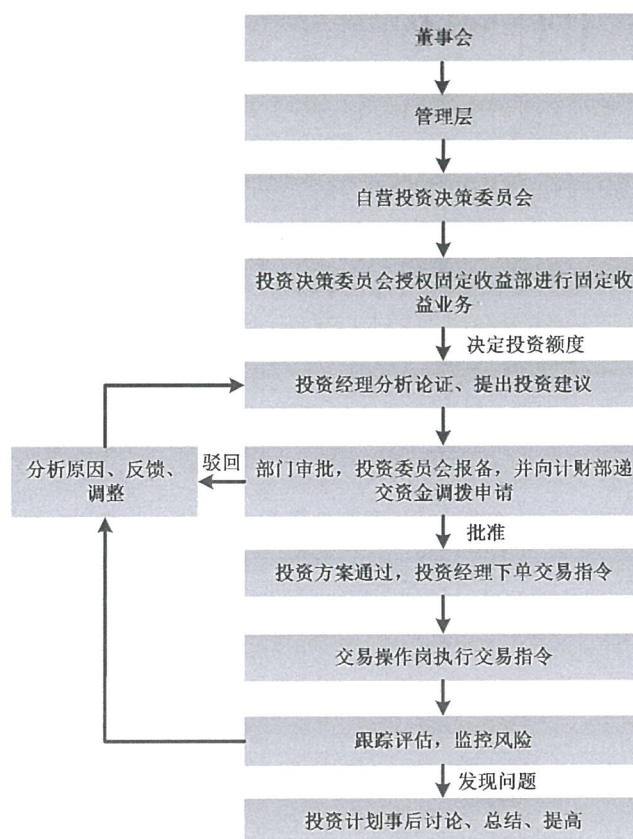 董事会
管理层
自营投资决策委员会
投资决策委员会授权固定收益部进行固定收
益业务
决定投资额度
投资经理分析论证、提出投资建议
分析原因、反馈、
调整
驳回
部门审批，投资委员会报备，并向计财部递
交资金调拨申请
批准
投资方案通过，投资经理下单交易指令
交易操作岗执行交易指令
跟踪评估，监控风险
发现问题
投资计划事后讨论、总结、提高